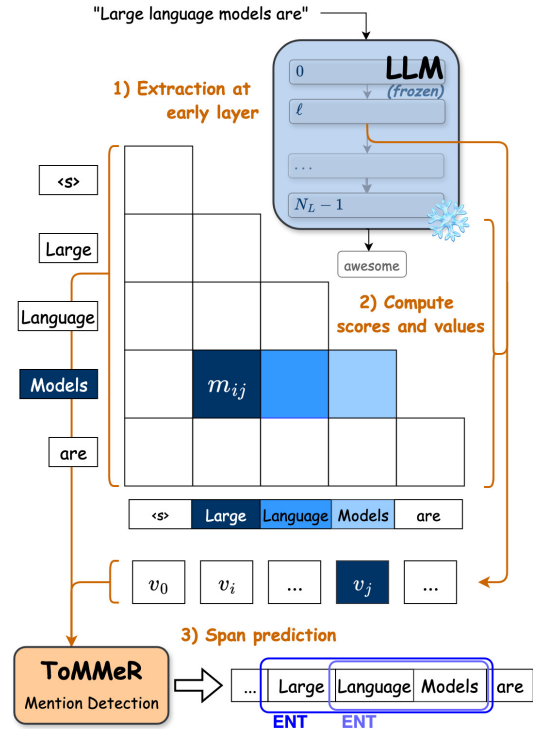 "Large language models are"
LLM
(frozen)
0
ℓ
...
N_L − 1
1) Extraction at
early layer
awesome
<s>
Large
Language
Models
are
2) Compute
scores and values
m_{ij}
<s> Large Language Models are
v_0 v_i ... v_j ...
3) Span prediction
ToMMeR
Mention Detection
... Large Language Models are
ENT ENT